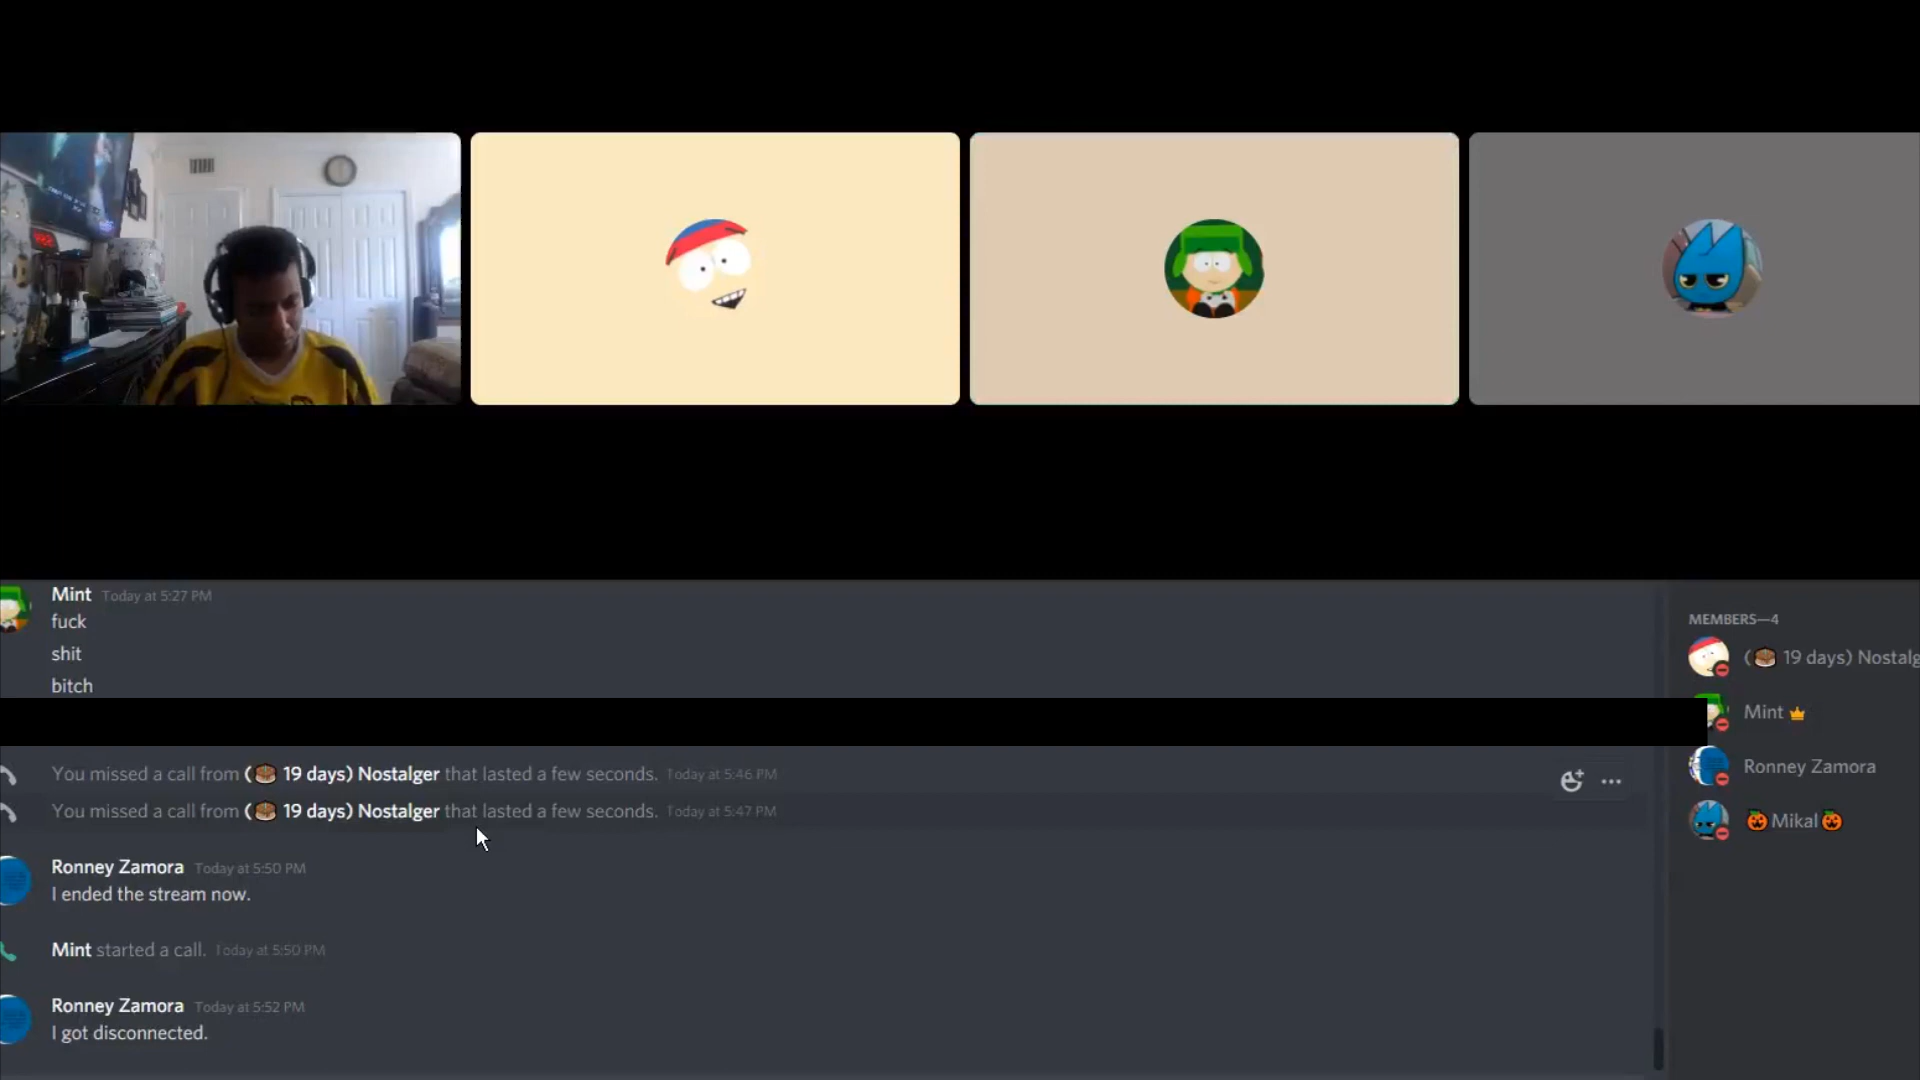 Mint Today at 5:27 PM
fuck
shit
bitch
You missed a call from ( 19 days) Nostalger that lasted a few seconds. Today at 5:46 PM
You missed a call from ( 19 days) Nostalger that lasted a few seconds. Today at 5:47 PM
Ronney Zamora Today at 5:50 PM
I ended the stream now.
Mint started a call. Today at 5:50 PM
Ronney Zamora Today at 5:52 PM
I got disconnected.
MEMBERS—4
( 19 days) Nostalg
Mint
Ronney Zamora
🎃Mikal🎃